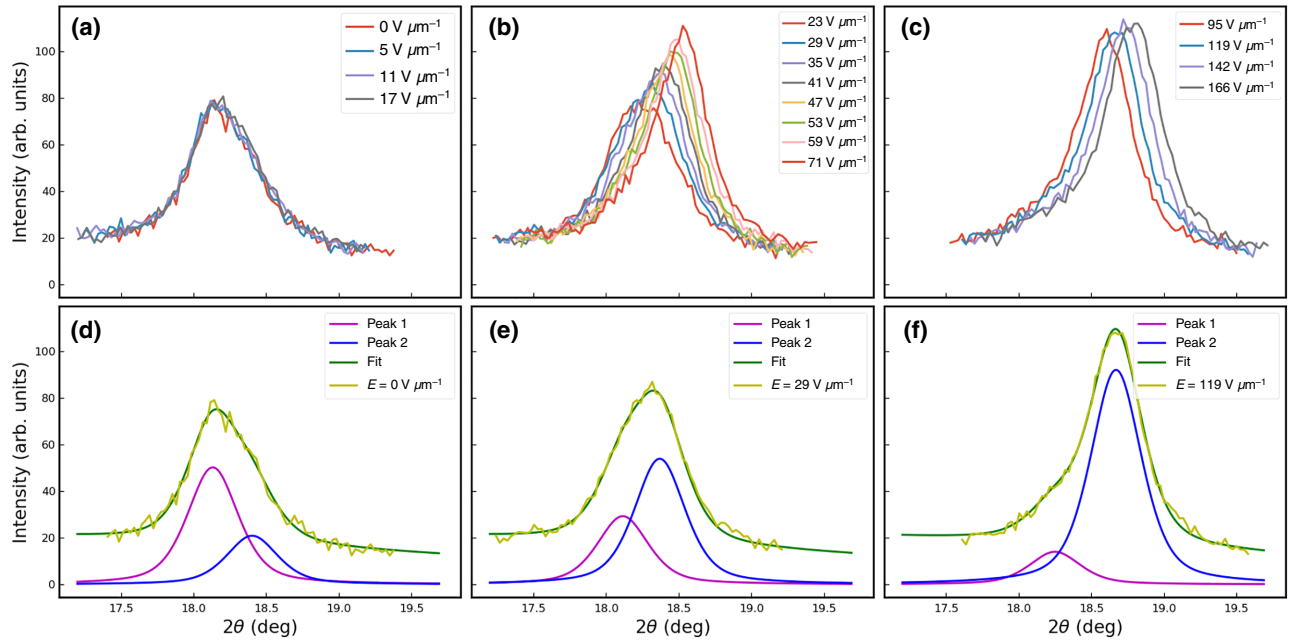 (a)
0 V μm⁻¹
5 V μm⁻¹
11 V μm⁻¹
17 V μm⁻¹
(b)
23 V μm⁻¹
29 V μm⁻¹
35 V μm⁻¹
41 V μm⁻¹
47 V μm⁻¹
53 V μm⁻¹
59 V μm⁻¹
71 V μm⁻¹
(c)
95 V μm⁻¹
119 V μm⁻¹
142 V μm⁻¹
166 V μm⁻¹
Intensity (arb. units)
100
80
60
40
20
0
(d)
Peak 1
Peak 2
Fit
E = 0 V μm⁻¹
(e)
Peak 1
Peak 2
Fit
E = 29 V μm⁻¹
(f)
Peak 1
Peak 2
Fit
E = 119 V μm⁻¹
Intensity (arb. units)
100
80
60
40
20
0
17.5 18.0 18.5 19.0 19.5
17.5 18.0 18.5 19.0 19.5
17.5 18.0 18.5 19.0 19.5
2θ (deg)
2θ (deg)
2θ (deg)